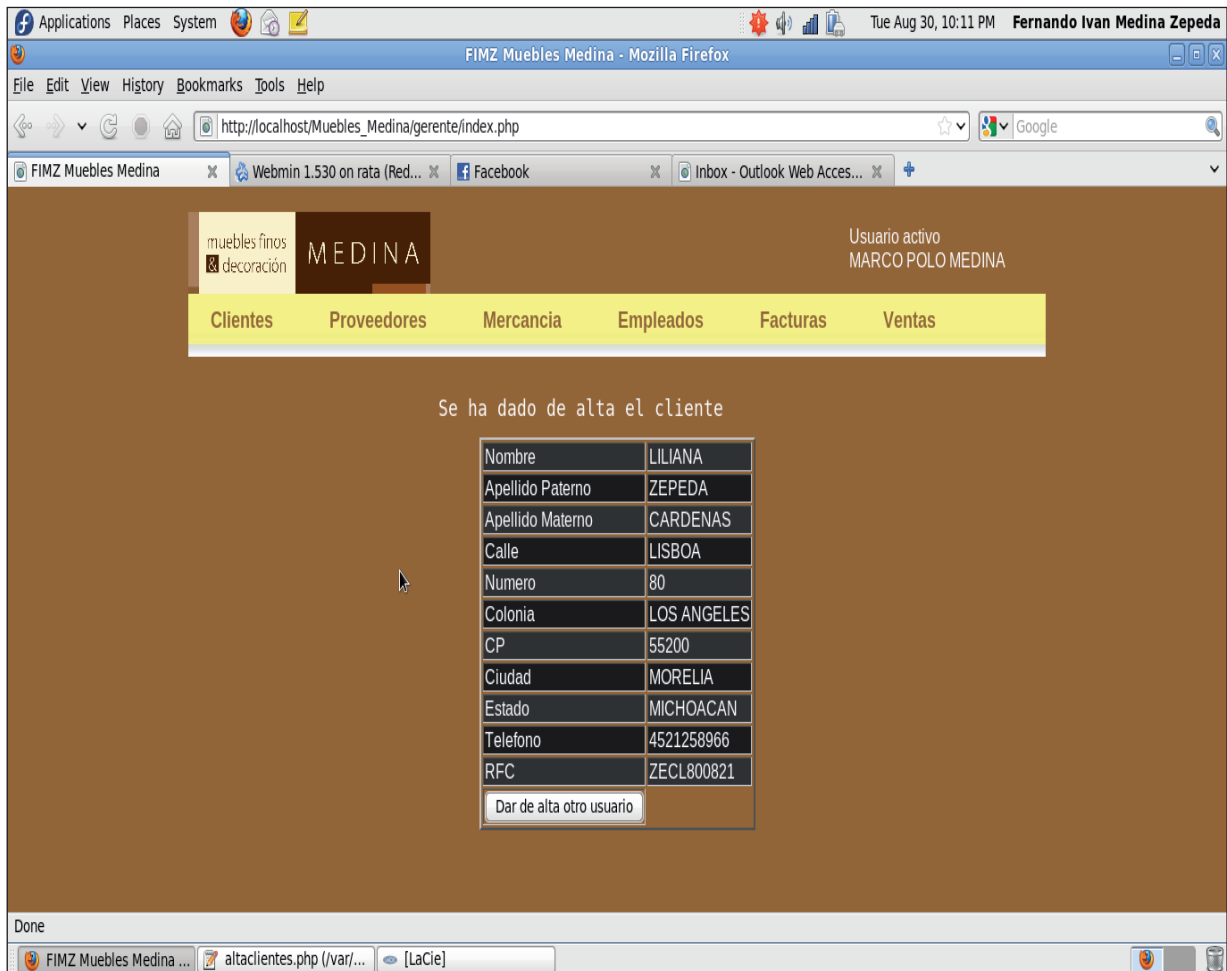 Applications Places System Tue Aug 30, 10:11 PM Fernando Ivan Medina Zepeda
FIMZ Muebles Medina - Mozilla Firefox
File Edit View History Bookmarks Tools Help
http://localhost/Muebles_Medina/gerente/index.php Google
FIMZ Muebles Medina Webmin 1.530 on rata (Red... Facebook Inbox - Outlook Web Acces...
muebles finos
& decoración
MEDINA
Usuario activo
MARCO POLO MEDINA
Clientes Proveedores Mercancia Empleados Facturas Ventas
Se ha dado de alta el cliente
Nombre LILIANA
Apellido Paterno ZEPEDA
Apellido Materno CARDENAS
Calle LISBOA
Numero 80
Colonia LOS ANGELES
CP 55200
Ciudad MORELIA
Estado MICHOACAN
Telefono 4521258966
RFC ZECL800821
Dar de alta otro usuario
Done
FIMZ Muebles Medina ... altaclientes.php (/var/... [LaCie]